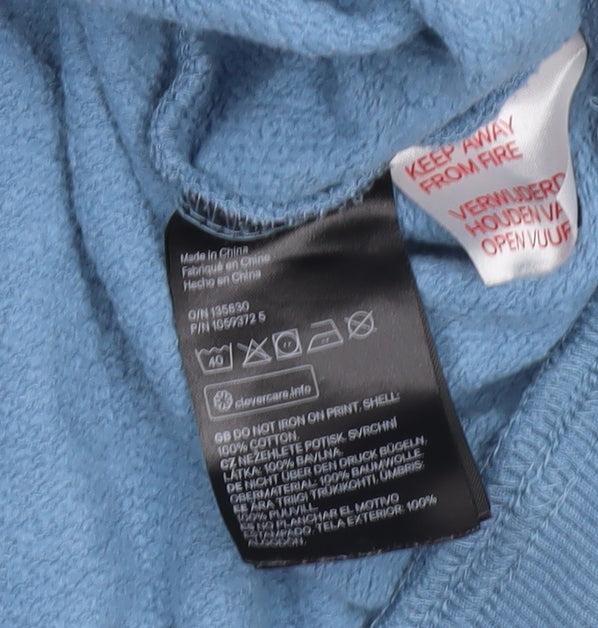 KEEP AWAY
FROM FIRE
VERWIJDERD
HOUDEN VA
OPEN VUUR
Made in China
Fabriqué en Chine
Hecho en China
O/N 135830
P/N 1059372 5
40
clevercare.info
GB DO NOT IRON ON PRINT, SHELL:
100% COTTON.
CZ NEŽEHLETE POTISK, SVRCHNÍ
LÁTKA: 100% BAVLNA.
DE NICHT ÜBER DEN DRUCK BÜGELN,
OBERMATERIAL: 100% BAUMWOLLE.
EE ÄRA TRIIGI TRÜKIKOHTI, ÜMBRIS:
100% PUUVILL.
ES NO PLANCHAR EL MOTIVO
ESTAMPADO, TELA EXTERIOR: 100%
ALGODÓN.